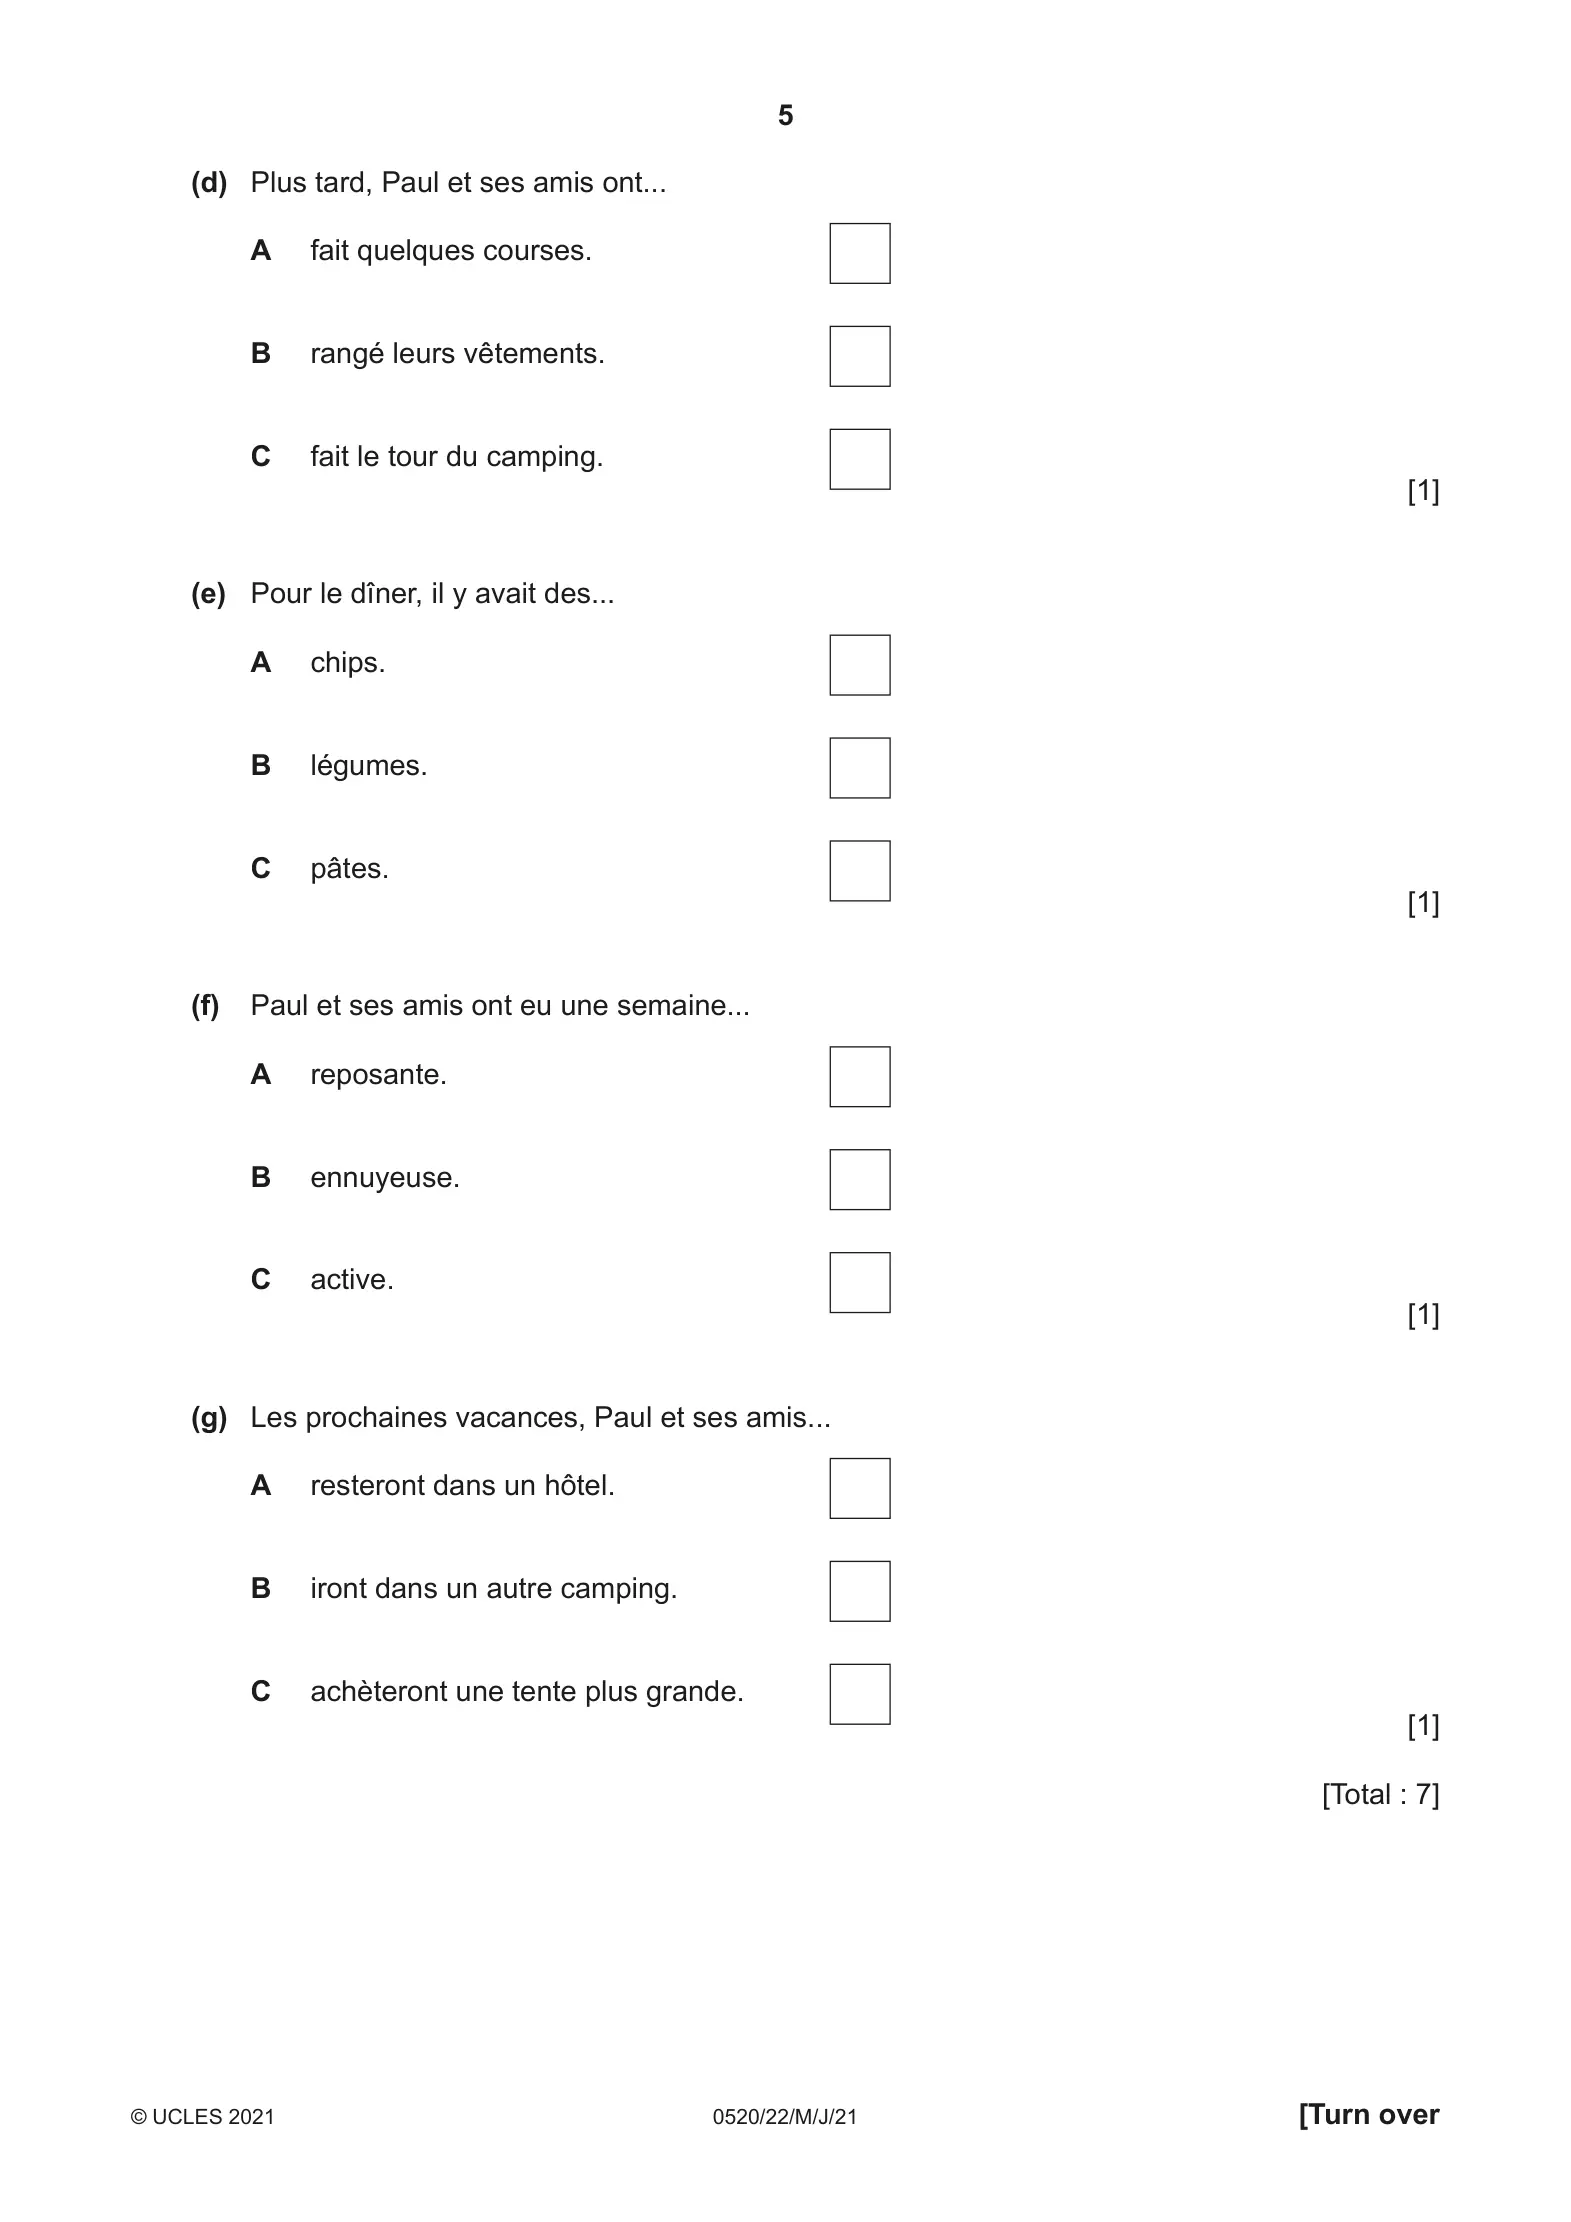 5
(d) Plus tard, Paul et ses amis ont...
A fait quelques courses.
B rangé leurs vêtements.
C fait le tour du camping.
[1]
(e) Pour le dîner, il y avait des...
A chips.
B légumes.
C pâtes.
[1]
(f) Paul et ses amis ont eu une semaine...
A reposante.
B ennuyeuse.
C active.
[1]
(g) Les prochaines vacances, Paul et ses amis...
A resteront dans un hôtel.
B iront dans un autre camping.
C achèteront une tente plus grande.
[1]
[Total : 7]
© UCLES 2021 0520/22/M/J/21 [Turn over